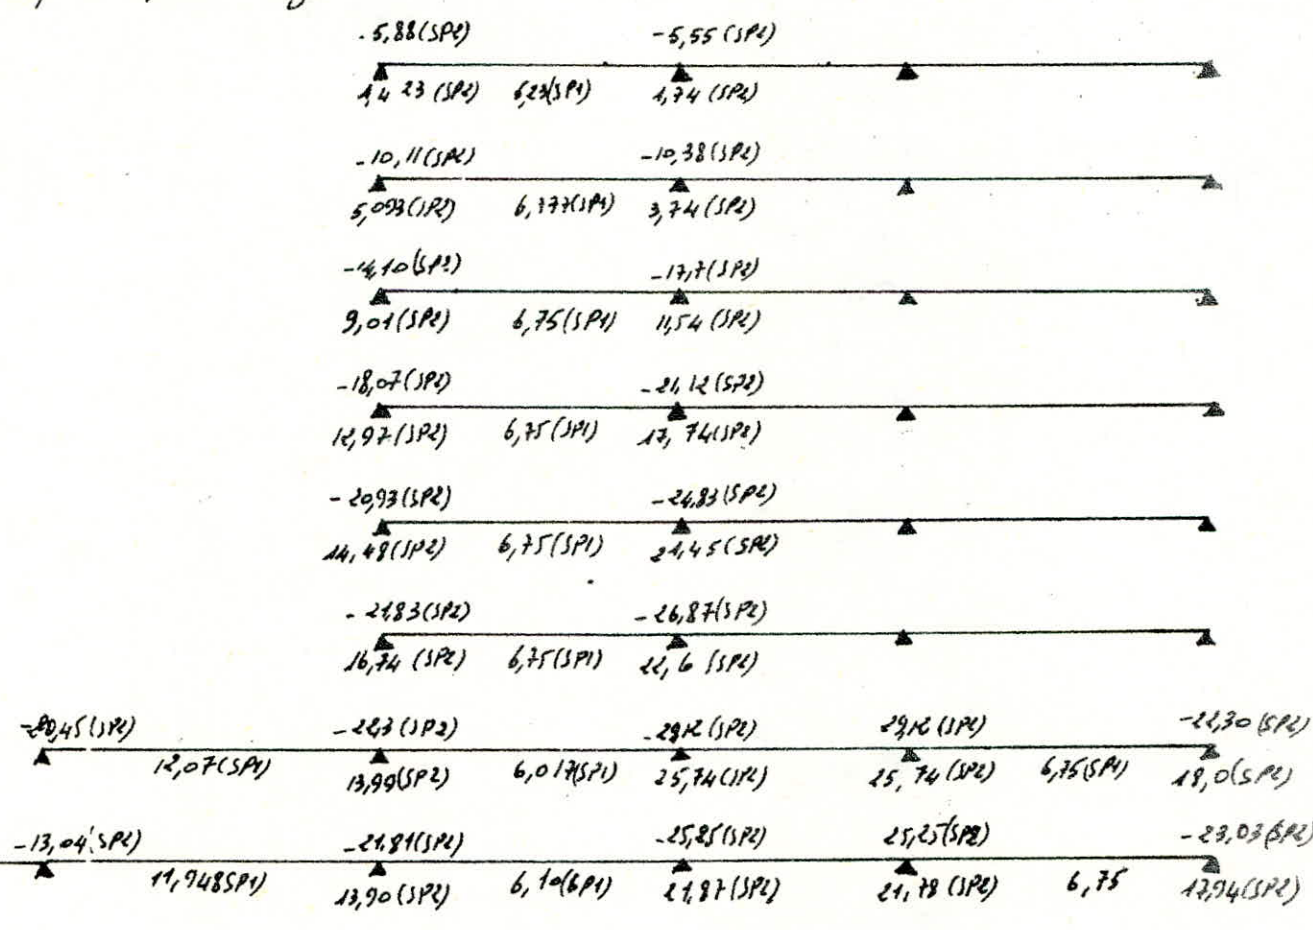 -5,88(SP2) -5,55(SP2)
1,4 23 (SP2) 6,23(SP1) 1,74 (SP2)
-10,11(SP2) -10,38(SP2)
5,093(SP2) 6,777(SP1) 3,74(SP2)
-14,10(SP2) -17,7(SP2)
9,01(SP2) 6,75(SP1) 11,54 (SP2)
-18,07(SP2) -21,12(SP2)
12,97(SP2) 6,75(SP1) 17, 74(SP2)
-20,93(SP2) -24,83(SP2)
14,48(SP2) 6,75(SP1) 21,45(SP2)
-21,83(SP2) -26,87(SP2)
16,74 (SP2) 6,75(SP1) 22,6 (SP2)
-20,45(SP2) -22,3(SP2) -29,12(SP2) 29,12(SP2) -22,30(SP2)
12,07(SP1) 13,99(SP2) 6,017(SP1) 25,74(SP2) 25,74(SP2) 6,75(SP1) 18,0(SP2)
-13,04(SP2) -21,81(SP2) -25,25(SP2) 25,25(SP2) -23,03(SP2)
11,948SP1) 13,90(SP2) 6,10(SP1) 21,87(SP2) 21,78(SP2) 6,75 17,94(SP2)